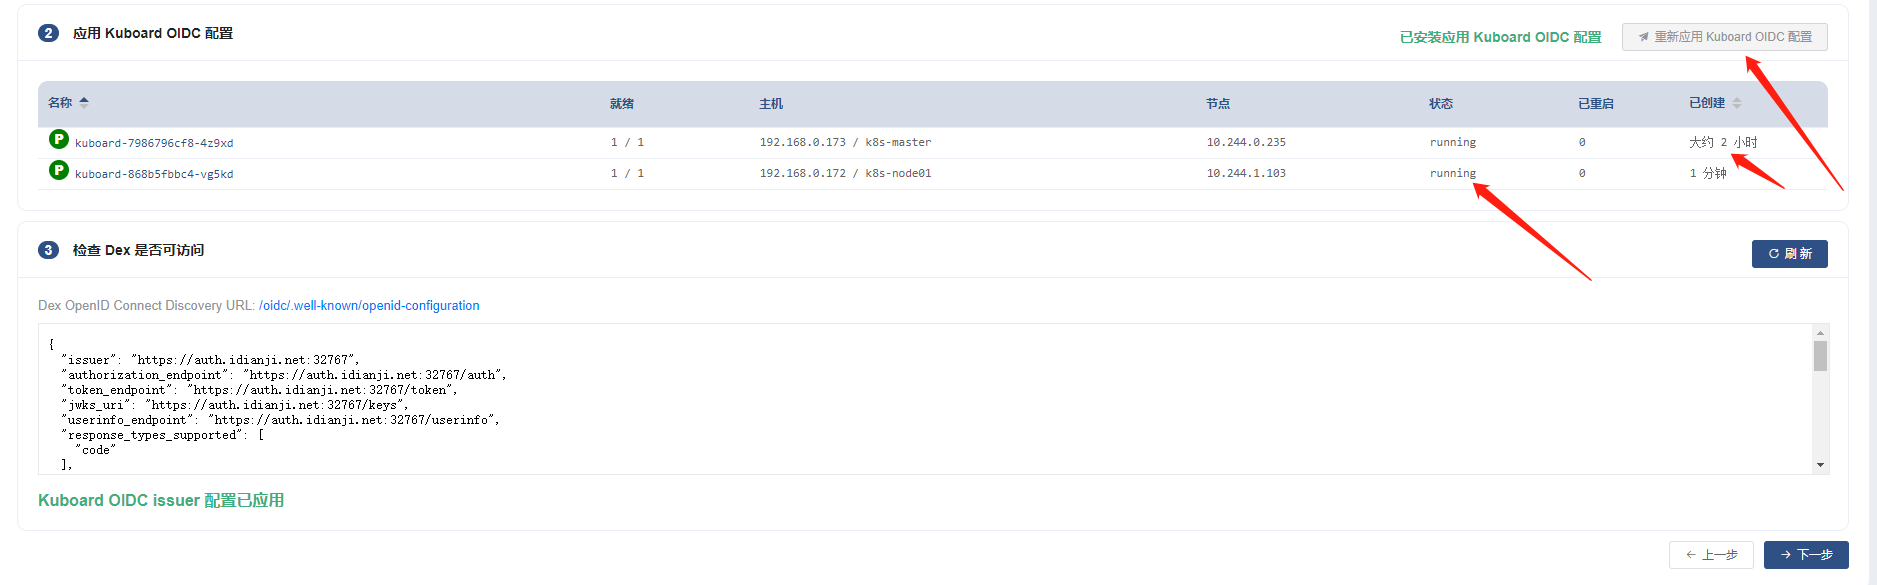 2 应用 Kuboard OIDC 配置
已安装应用 Kuboard OIDC 配置 重新应用 Kuboard OIDC 配置
名称 就绪 主机 节点 状态 已重启 已创建
P kuboard-7986796cf8-4z9xd 1 / 1 192.168.0.173 / k8s-master 10.244.0.235 running 0 大约 2 小时
P kuboard-868b5fbbc4-vg5kd 1 / 1 192.168.0.172 / k8s-node01 10.244.1.103 running 0 1 分钟
3 检查 Dex 是否可访问 刷 新
Dex OpenID Connect Discovery URL: /oidc/.well-known/openid-configuration
{
"issuer": "https://auth.idianji.net:32767",
"authorization_endpoint": "https://auth.idianji.net:32767/auth",
"token_endpoint": "https://auth.idianji.net:32767/token",
"jwks_uri": "https://auth.idianji.net:32767/keys",
"userinfo_endpoint": "https://auth.idianji.net:32767/userinfo",
"response_types_supported": [
"code"
],
Kuboard OIDC issuer 配置已应用
← 上一步 → 下一步